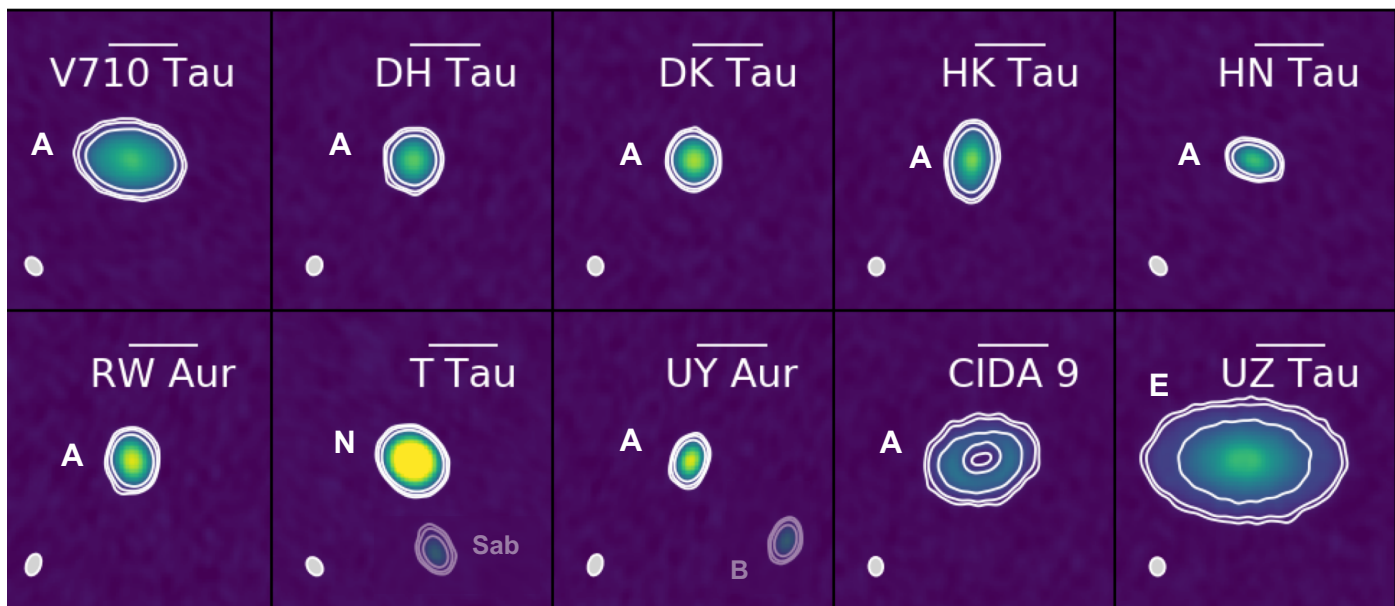 V710 Tau
A
DH Tau
A
DK Tau
A
HK Tau
A
HN Tau
A
RW Aur
A
T Tau
N
Sab
UY Aur
A
B
CIDA 9
A
UZ Tau
E